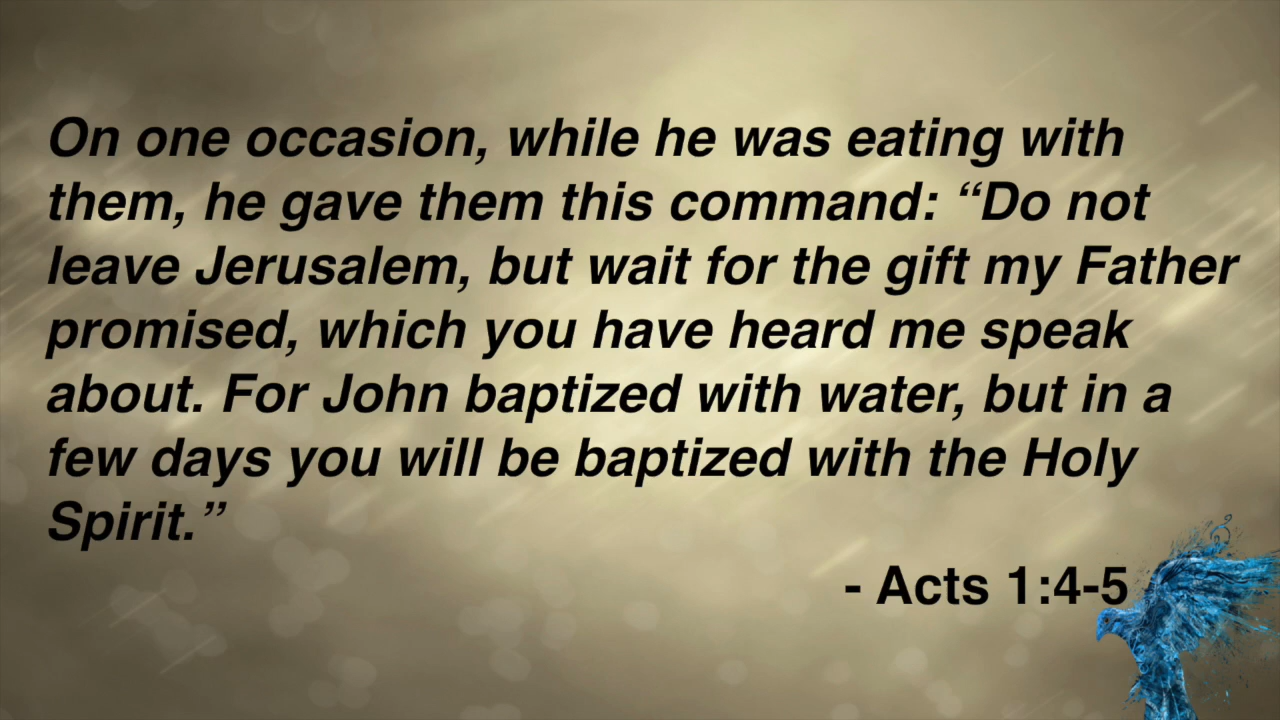 On one occasion, while he was eating with
them, he gave them this command: “Do not
leave Jerusalem, but wait for the gift my Father
promised, which you have heard me speak
about. For John baptized with water, but in a
few days you will be baptized with the Holy
Spirit.”
- Acts 1:4-5